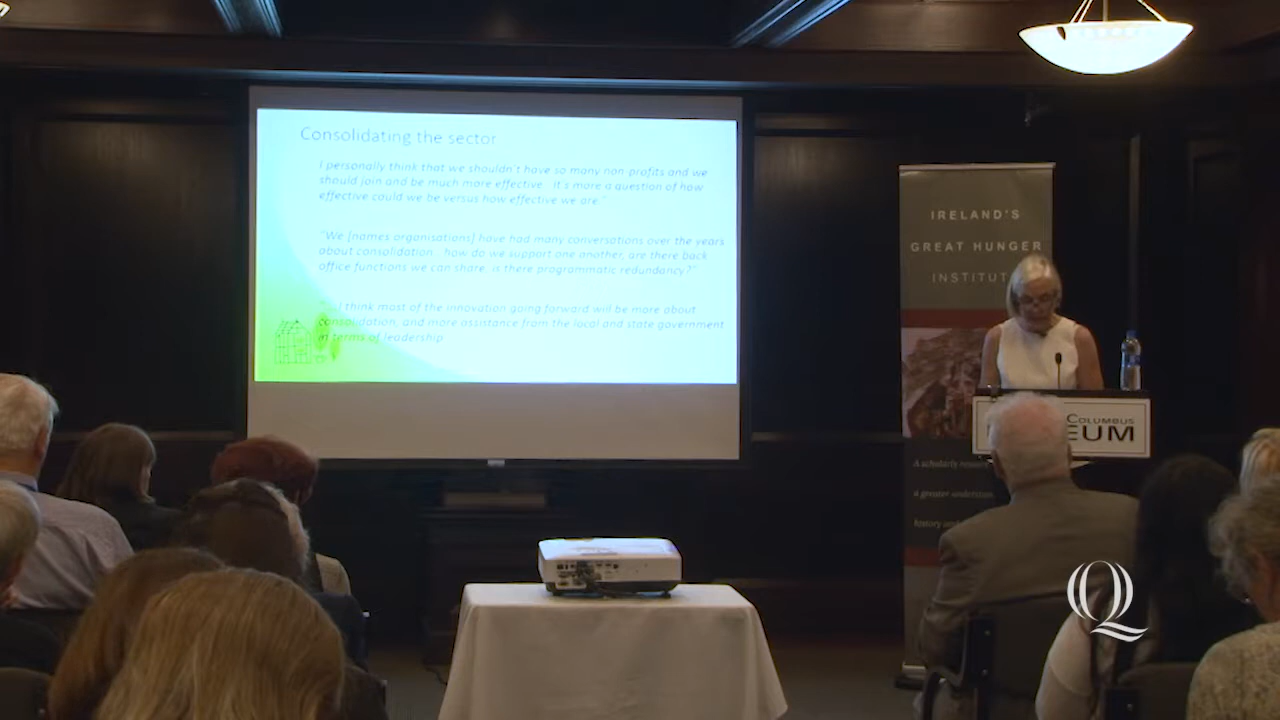 Consolidating the sector
I personally think that we shouldn't have so many non-profits and we
should join and be much more effective. It's more a question of how
effective could we be versus how effective we are."
"We [names organisations] have had many conversations over the years
about consolidation: how do we support one another, are there back
office functions we can share, is there programmatic redundancy?"
I think most of the innovation going forward will be more about
consolidation, and more assistance from the local and state government
in terms of leadership
IRELAND'S
GREAT HUNGER
INSTITUT
COLUMBUS
EUM
A scholarly
a greater
history
Q